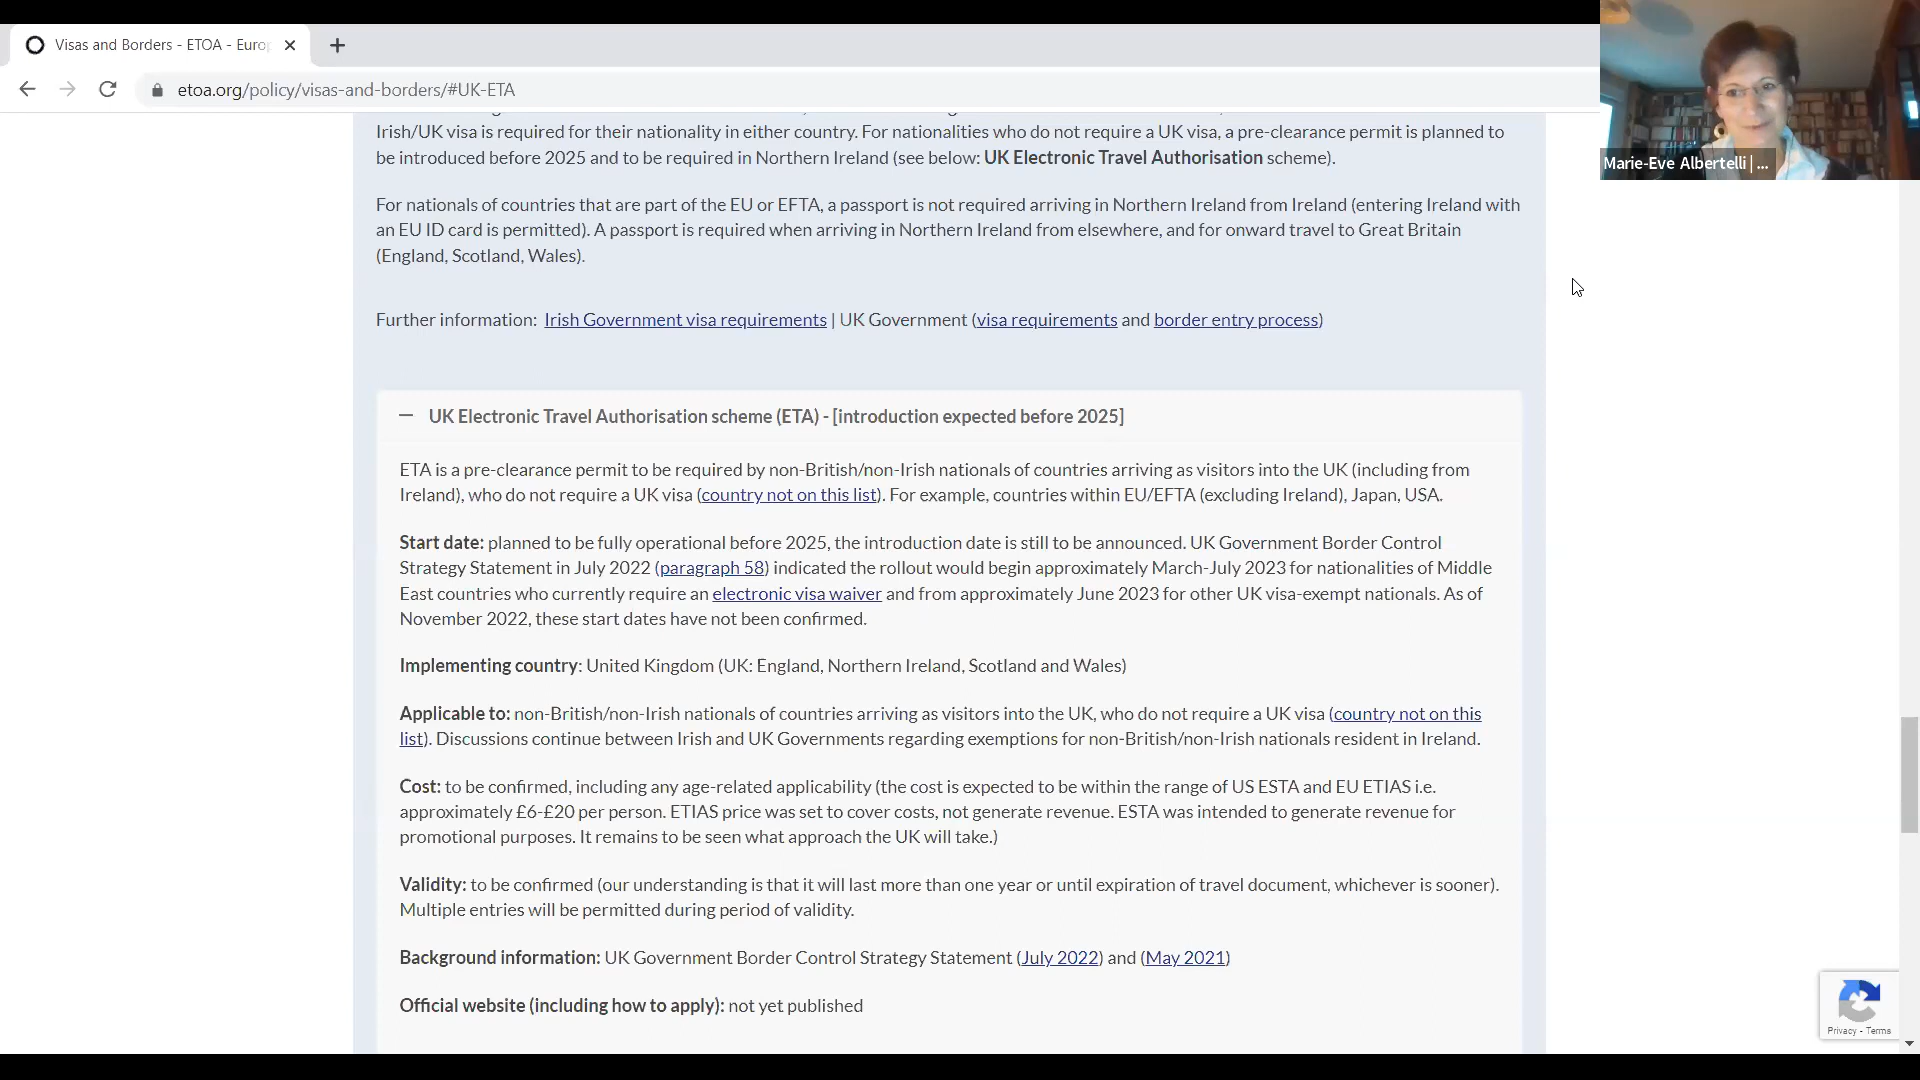 Visas and Borders - ETOA - Euro
etoa.org/policy/visas-and-borders/#UK-ETA
Marie-Eve Albertelli | ...
Irish/UK visa is required for their nationality in either country. For nationalities who do not require a UK visa, a pre-clearance permit is planned to
be introduced before 2025 and to be required in Northern Ireland (see below: UK Electronic Travel Authorisation scheme).
For nationals of countries that are part of the EU or EFTA, a passport is not required arriving in Northern Ireland from Ireland (entering Ireland with
an EU ID card is permitted). A passport is required when arriving in Northern Ireland from elsewhere, and for onward travel to Great Britain
(England, Scotland, Wales).
Further information: Irish Government visa requirements | UK Government (visa requirements and border entry process)
UK Electronic Travel Authorisation scheme (ETA) - [introduction expected before 2025]
ETA is a pre-clearance permit to be required by non-British/non-Irish nationals of countries arriving as visitors into the UK (including from
Ireland), who do not require a UK visa (country not on this list). For example, countries within EU/EFTA (excluding Ireland), Japan, USA.
Start date: planned to be fully operational before 2025, the introduction date is still to be announced. UK Government Border Control
Strategy Statement in July 2022 (paragraph 58) indicated the rollout would begin approximately March-July 2023 for nationalities of Middle
East countries who currently require an electronic visa waiver and from approximately June 2023 for other UK visa-exempt nationals. As of
November 2022, these start dates have not been confirmed.
Implementing country: United Kingdom (UK: England, Northern Ireland, Scotland and Wales)
Applicable to: non-British/non-Irish nationals of countries arriving as visitors into the UK, who do not require a UK visa (country not on this
list). Discussions continue between Irish and UK Governments regarding exemptions for non-British/non-Irish nationals resident in Ireland.
Cost: to be confirmed, including any age-related applicability (the cost is expected to be within the range of US ESTA and EU ETIAS i.e.
approximately £6-£20 per person. ETIAS price was set to cover costs, not generate revenue. ESTA was intended to generate revenue for
promotional purposes. It remains to be seen what approach the UK will take.)
Validity: to be confirmed (our understanding is that it will last more than one year or until expiration of travel document, whichever is sooner).
Multiple entries will be permitted during period of validity.
Background information: UK Government Border Control Strategy Statement (July 2022) and (May 2021)
Official website (including how to apply): not yet published
Privacy - Terms